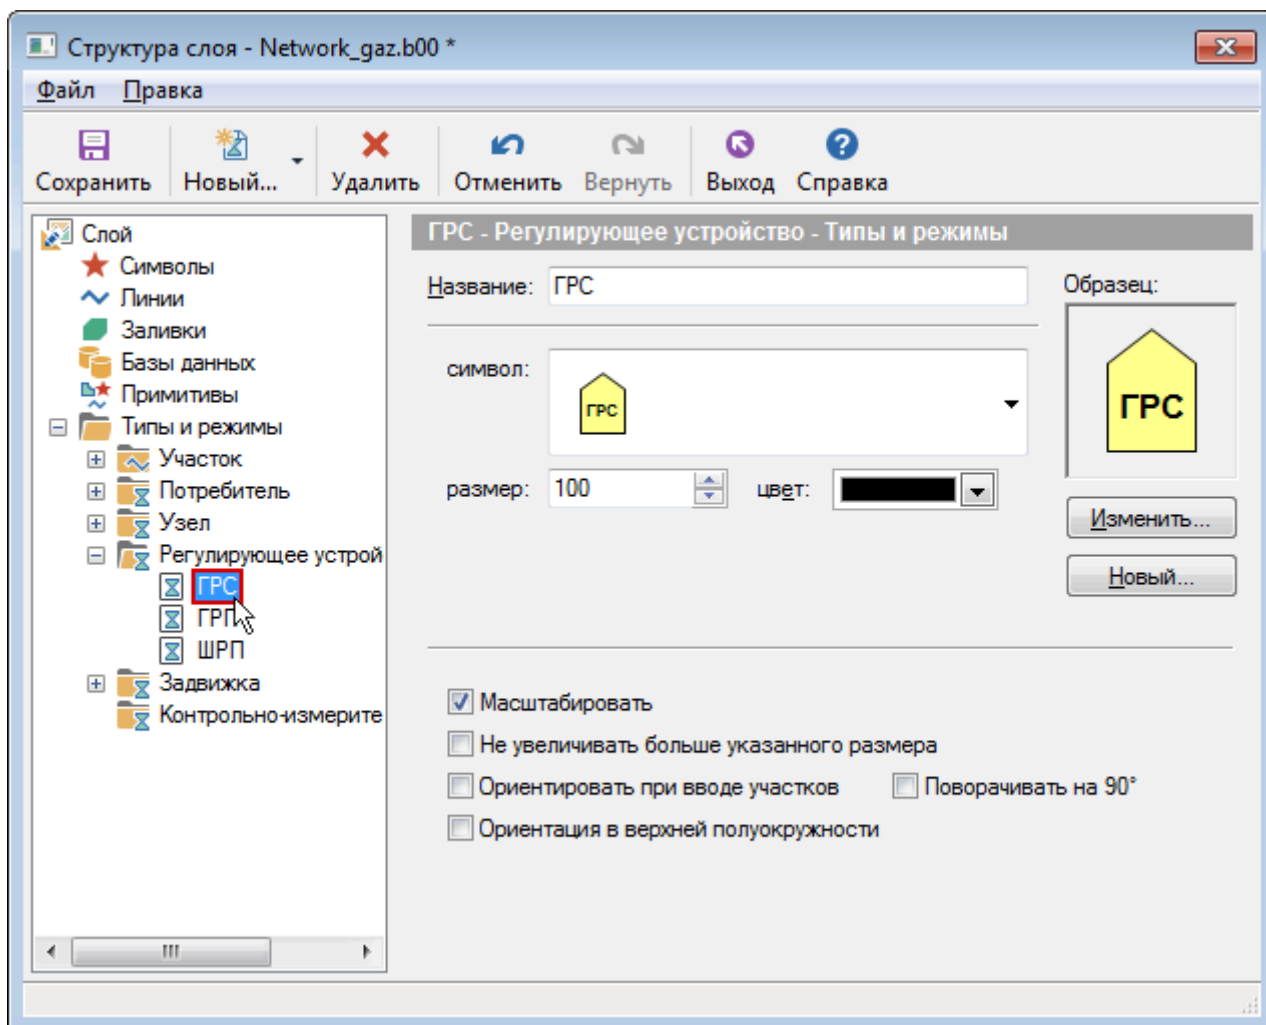 Структура слоя - Network_gaz.b00 *
Файл Правка
Сохранить Новый... Удалить Отменить Вернуть Выход Справка
Слой
Символы
Линии
Заливки
Базы данных
Примитивы
Типы и режимы
Участок
Потребитель
Узел
Регулирующее устрой
ГРС
ГРП
ШРП
Задвижка
Контрольно-измерите
ГРС - Регулирующее устройство - Типы и режимы
Название: ГРС
Образец:
символ: ГРС
ГРС
размер: 100 цвет:
Изменить...
Новый...
Масштабировать
Не увеличивать больше указанного размера
Ориентировать при вводе участков Поворачивать на 90°
Ориентация в верхней полуокружности